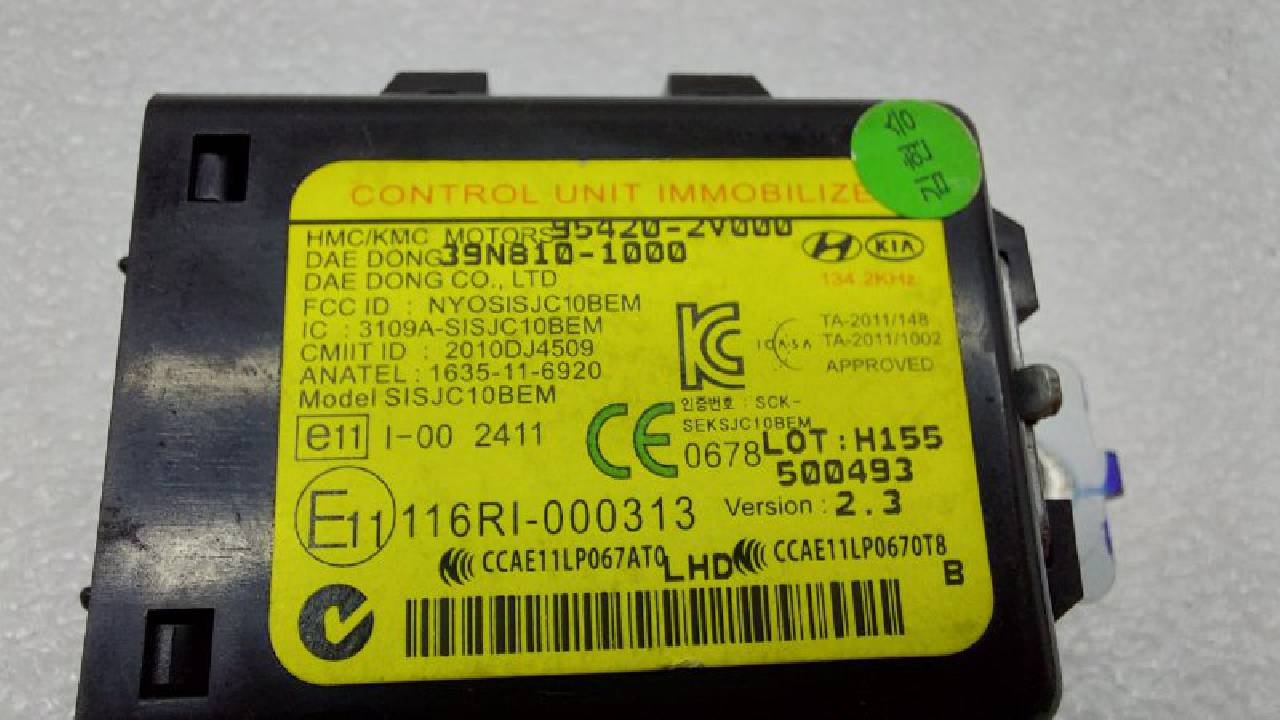 CONTROL UNIT IMMOBILIZE
HMC/KMC MOTORS 95420-2V000
DAE DONG 39N810-1000
DAE DONG CO., LTD
KIA
134.2KHz
FCC ID : NYOSISJC10BEM
IC : 3109A-SISJC10BEM
CMIIT ID : 2010DJ4509
ANATEL : 1635-11-6920
Model SISJC10BEM
ICASA
TA-2011/148
TA-2011/1002
APPROVED
인증번호 : SCK-
SEKSJC10BEM
e11 I-00 2411
CE 0678
LOT:H155
500493
E11 116RI-000313
Version : 2.3
CCAE11LP067AT0 LHD CCAE11LP0670T8
B